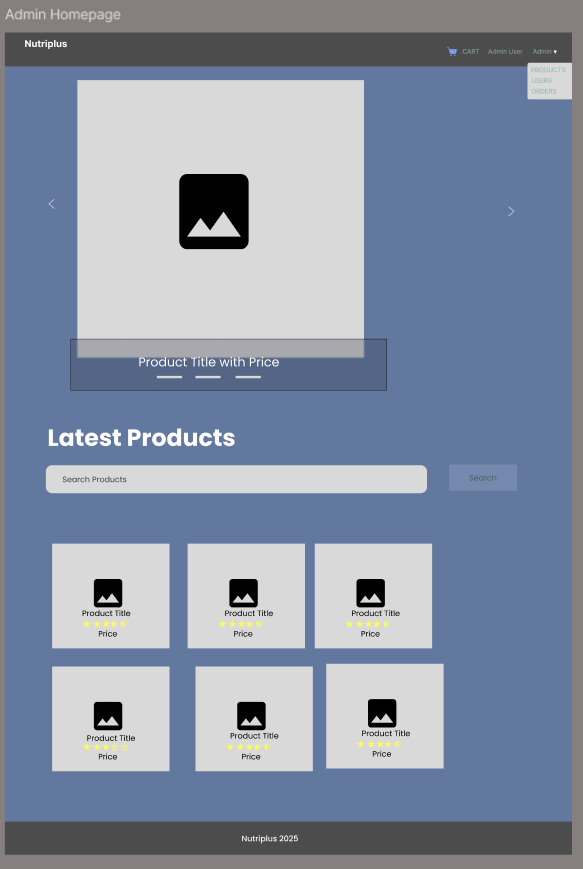 Admin Homepage
Nutriplus
CART Admin User Admin
PRODUCTS
USERS
ORDERS
Product Title with Price
Latest Products
Search Products Search
Product Title Product Title Product Title
Price Price Price
Product Title Product Title Product Title
Price Price Price
Nutriplus 2025